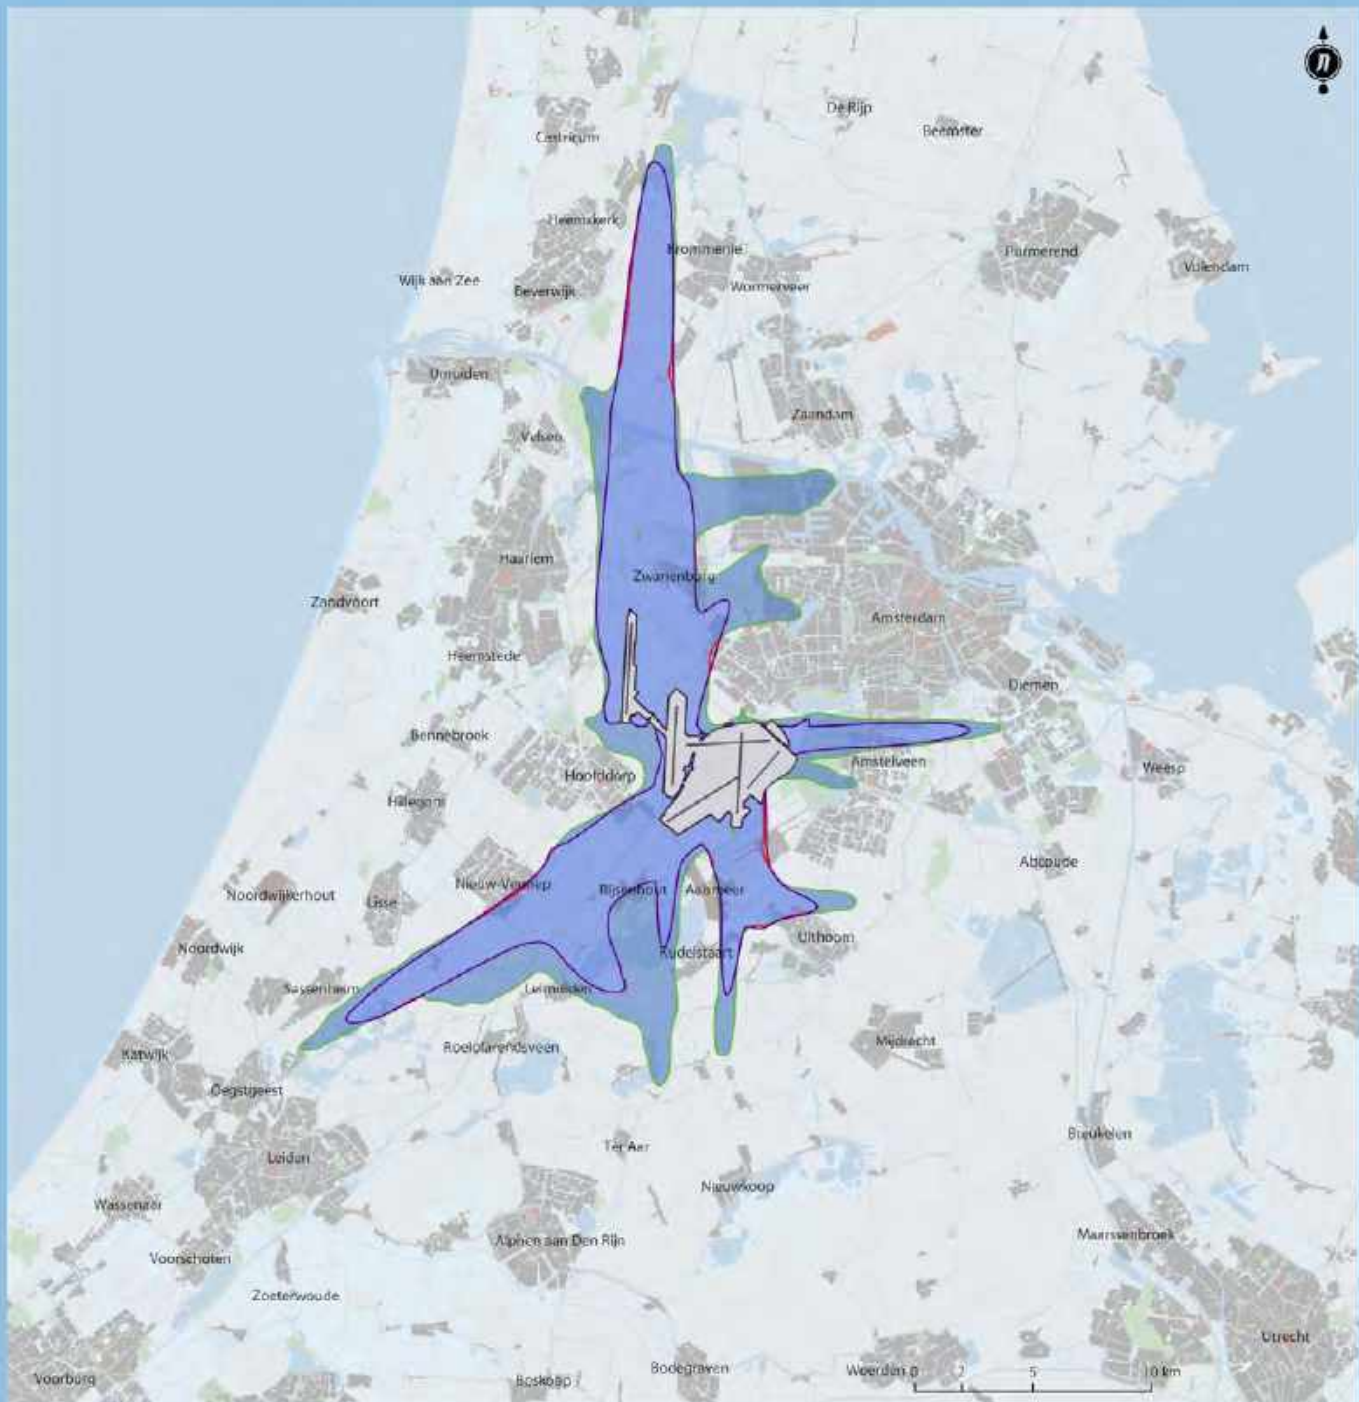 n
De Rijp
Beemster
Castricum
Heemskerk
Krommenie
Purmerend
Volendam
Wijk aan Zee
Beverwijk
Wormerveer
IJmuiden
Zaandam
Velsen
Haarlem
Zwanenburg
Zandvoort
Amsterdam
Heemstede
Diemen
Bennebroek
Hoofddorp
Amstelveen
Weesp
Hillegom
Abcoude
Nieuw-Vennep
Rijsenhout
Aalsmeer
Noordwijkerhout
Lisse
Uithoorn
Noordwijk
Kudelstaart
Sassenheim
Leimuiden
Mijdrecht
Roelofarendsveen
Katwijk
Oegstgeest
Breukelen
Ter Aar
Leiden
Nieuwkoop
Wassenaar
Maarssenbroek
Alphen aan Den Rijn
Voorschoten
Zoeterwoude
Utrecht
Bodegraven
Woerden
0 2 5 10 km
Voorburg
Boskoop